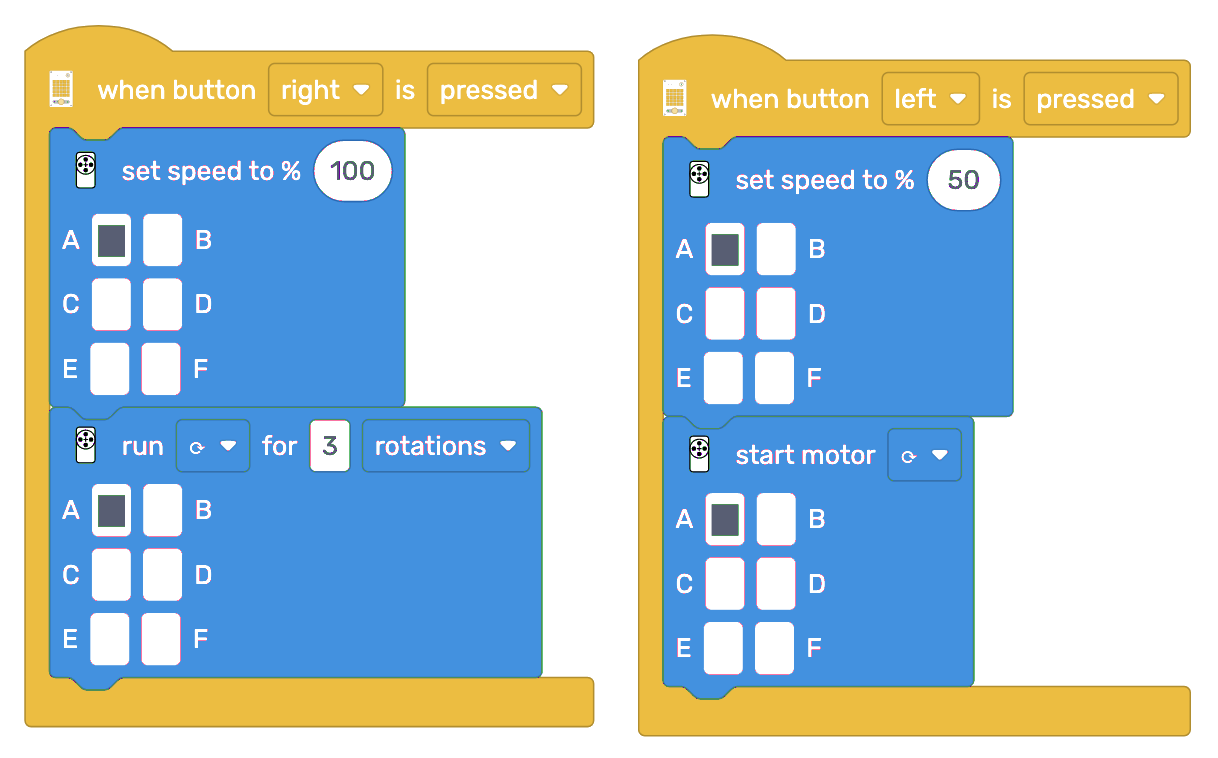 when button right is pressed
set speed to % 100
A B
C D
E F
run ⟳ for 3 rotations
A B
C D
E F
when button left is pressed
set speed to % 50
A B
C D
E F
start motor ⟳
A B
C D
E F